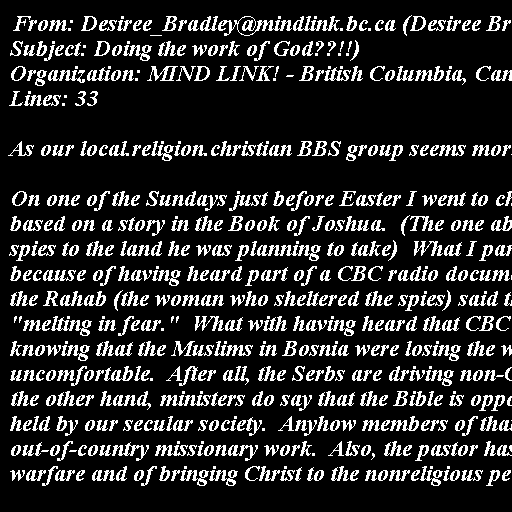 From: Desiree_Bradley@mindlink.bc.ca (Desiree Br
Subject: Doing the work of God??!!)
Organization: MIND LINK! - British Columbia, Can
Lines: 33

As our local.religion.christian BBS group seems mor

On one of the Sundays just before Easter I went to ch
based on a story in the Book of Joshua.  (The one ab
spies to the land he was planning to take)  What I par
because of having heard part of a CBC radio docum
the Rahab (the woman who sheltered the spies) said t
"melting in fear."  What with having heard that CBC
knowing that the Muslims in Bosnia were losing the w
uncomfortable.  After all, the Serbs are driving non-
the other hand, ministers do say that the Bible is oppo
held by our secular society.  Anyhow members of tha
out-of-country missionary work.  Also, the pastor has
warfare and of bringing Christ to the nonreligious pe